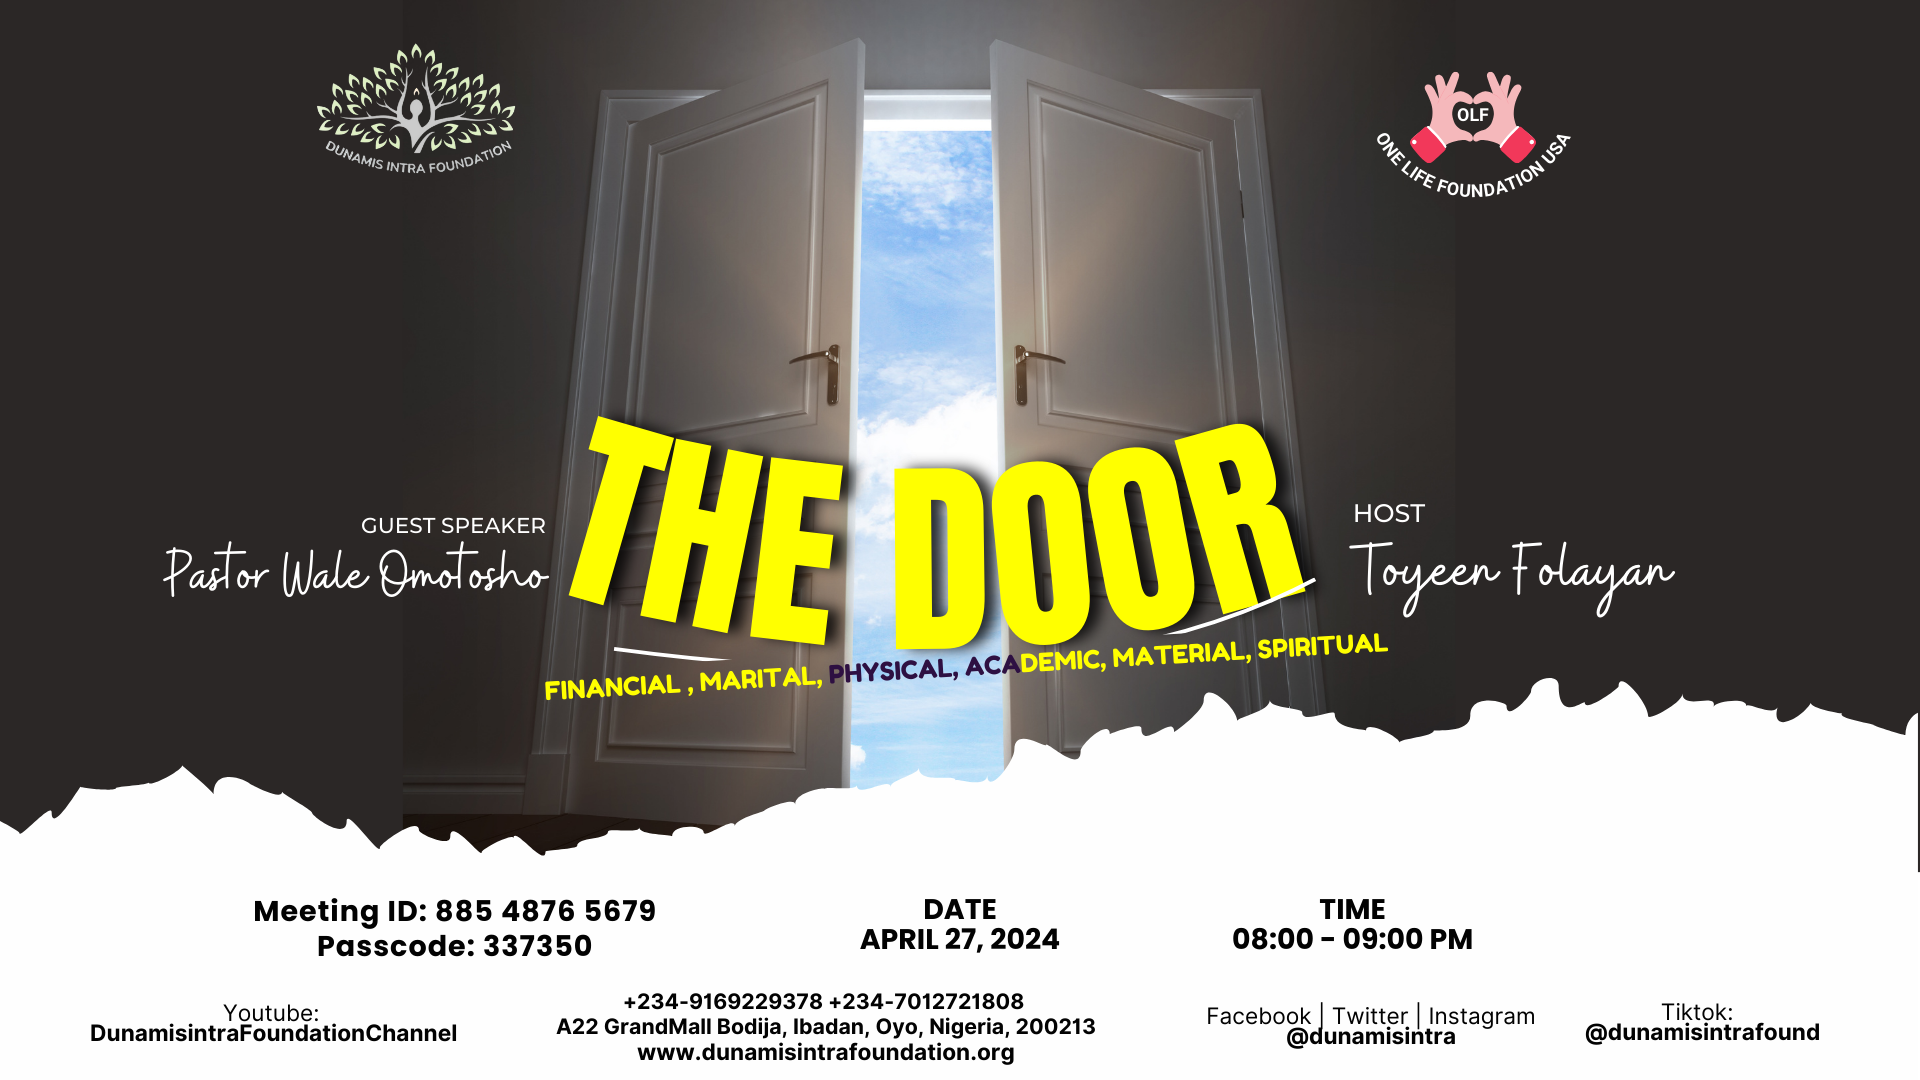 DUNAMIS INTRA FOUNDATION
OLF
ONE LIFE FOUNDATION USA
THE DOOR
GUEST SPEAKER
Pastor Wale Omotosho
HOST
Toyeen Folayan
FINANCIAL , MARITAL, PHYSICAL, ACADEMIC, MATERIAL, SPIRITUAL
Meeting ID: 885 4876 5679
Passcode: 337350
DATE
APRIL 27, 2024
TIME
08:00 - 09:00 PM
Youtube:
DunamisintraFoundationChannel
+234-9169229378 +234-7012721808
A22 GrandMall Bodija, Ibadan, Oyo, Nigeria, 200213
www.dunamisintrafoundation.org
Facebook | Twitter | Instagram
@dunamisintra
Tiktok:
@dunamisintrafound